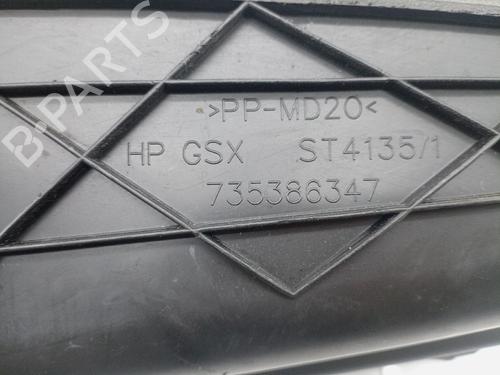 >PP-MD20<
HP GSX ST4135/1
735386347
B-PARTS